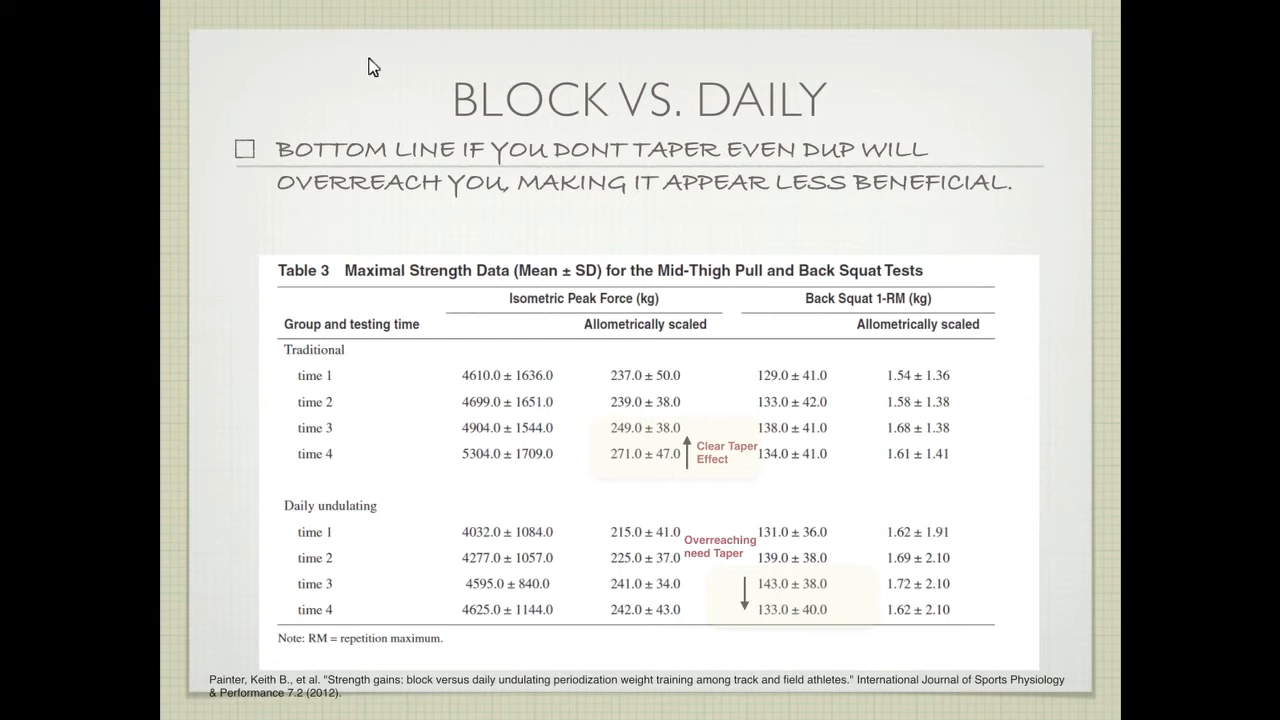 BLOCK VS. DAILY
BOTTOM LINE IF YOU DONT TAPER EVEN DUP WILL
OVERREACH YOU, MAKING IT APPEAR LESS BENEFICIAL.
Table 3 Maximal Strength Data (Mean ± SD) for the Mid-Thigh Pull and Back Squat Tests
Isometric Peak Force (kg) Back Squat 1-RM (kg)
Group and testing time Allometrically scaled Allometrically scaled
Traditional
time 1 4610.0 ± 1636.0 237.0 ± 50.0 129.0 ± 41.0 1.54 ± 1.36
time 2 4699.0 ± 1651.0 239.0 ± 38.0 133.0 ± 42.0 1.58 ± 1.38
time 3 4904.0 ± 1544.0 249.0 ± 38.0 138.0 ± 41.0 1.68 ± 1.38
Clear Taper
Effect
time 4 5304.0 ± 1709.0 271.0 ± 47.0 134.0 ± 41.0 1.61 ± 1.41
Daily undulating
time 1 4032.0 ± 1084.0 215.0 ± 41.0 131.0 ± 36.0 1.62 ± 1.91
Overreaching
need Taper
time 2 4277.0 ± 1057.0 225.0 ± 37.0 139.0 ± 38.0 1.69 ± 2.10
time 3 4595.0 ± 840.0 241.0 ± 34.0 143.0 ± 38.0 1.72 ± 2.10
time 4 4625.0 ± 1144.0 242.0 ± 43.0 133.0 ± 40.0 1.62 ± 2.10
Note: RM = repetition maximum.
Painter, Keith B., et al. "Strength gains: block versus daily undulating periodization weight training among track and field athletes." International Journal of Sports Physiology
& Performance 7.2 (2012).